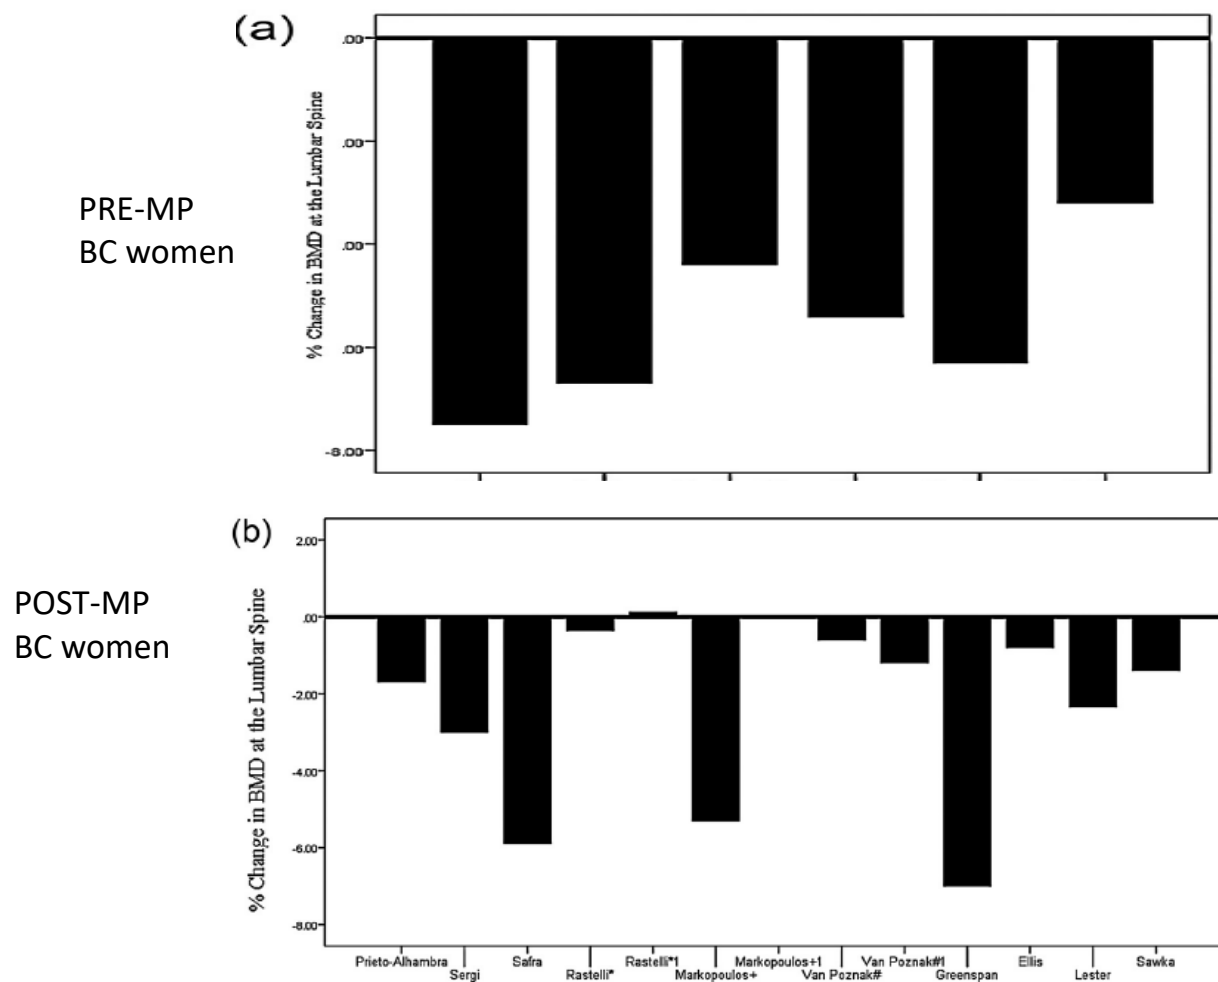 (a)
% Change in BMD at the Lumbar Spine
.00
.00
.00
.00
-8.00
PRE-MP
BC women
(b)
% Change in BMD at the Lumbar Spine
2.00
.00
-2.00
-4.00
-6.00
-8.00
POST-MP
BC women
Prieto-Alhambra
Sergi
Safra
Rastelli*
Rastelli*1
Markopoulos+
Markopoulos+1
Van Poznak#
Van Poznak#1
Greenspan
Ellis
Lester
Sawka